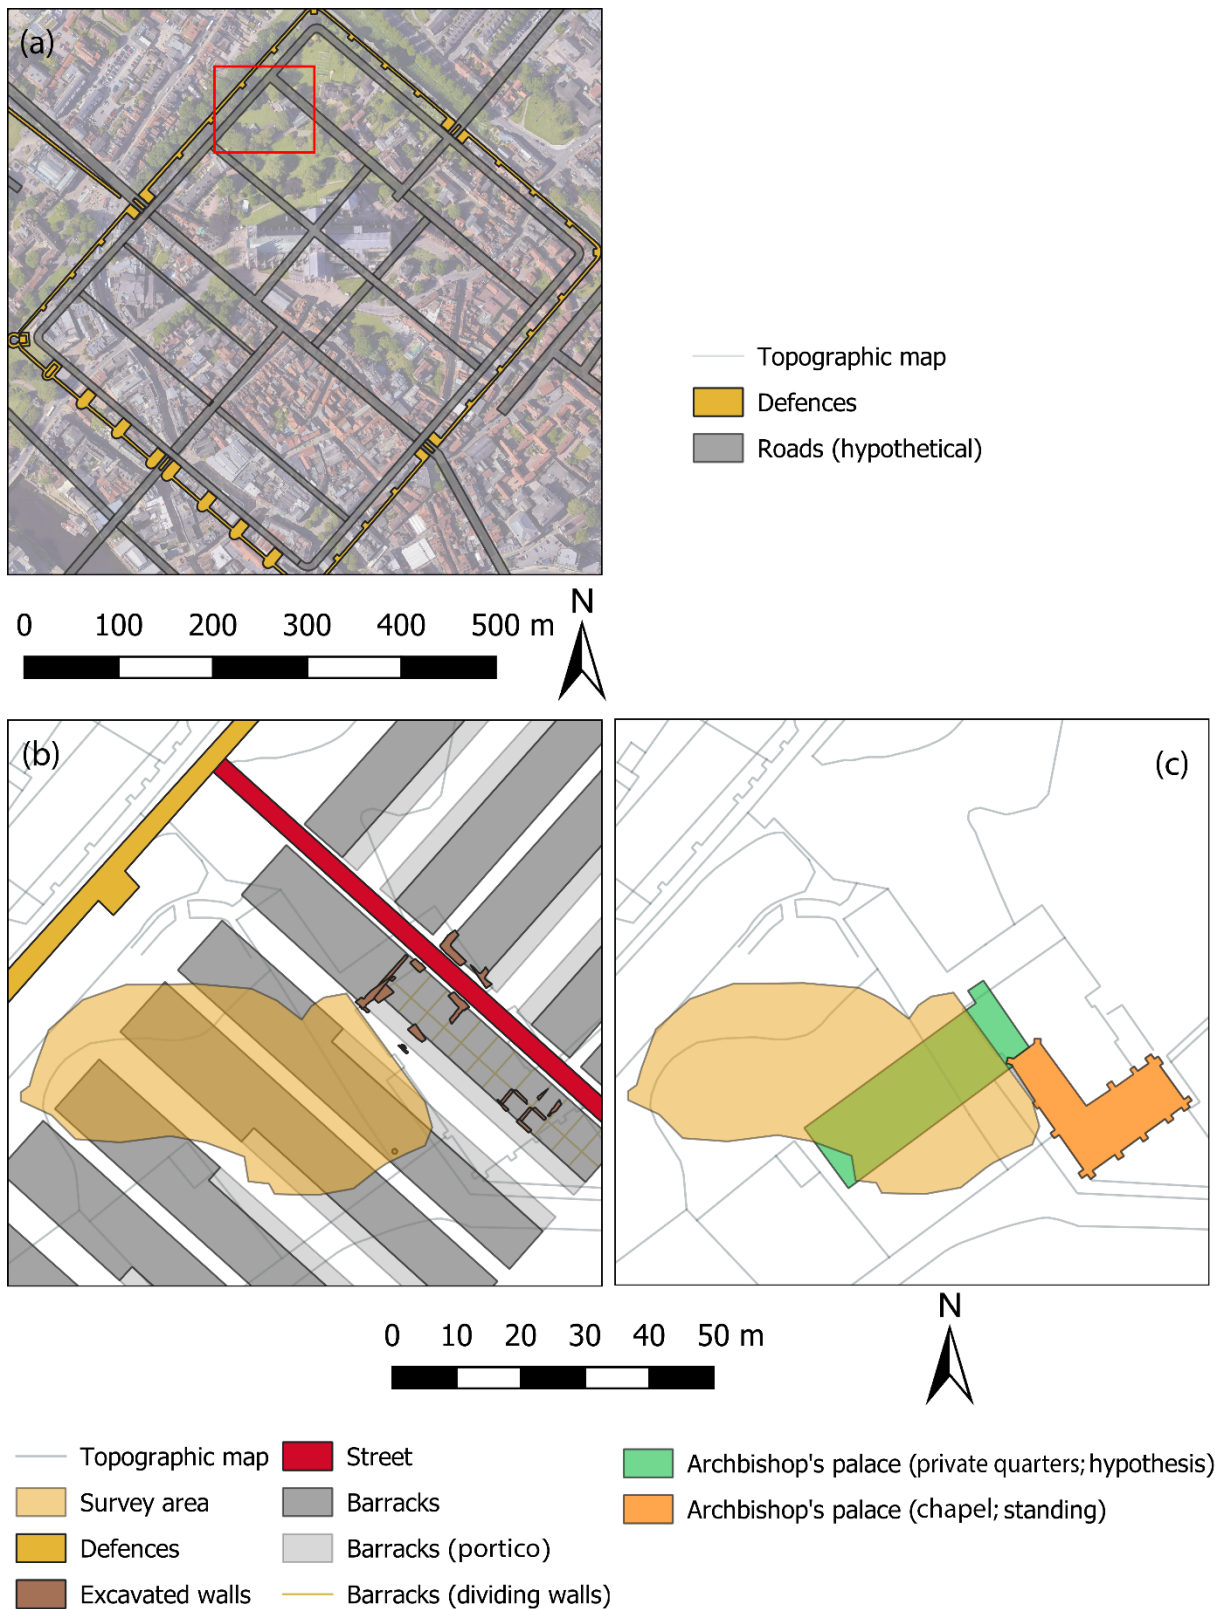 (a)
Topographic map
Defences
Roads (hypothetical)
0 100 200 300 400 500 m
N
(b)
(c)
0 10 20 30 40 50 m
N
Topographic map
Survey area
Defences
Excavated walls
Street
Barracks
Barracks (portico)
Barracks (dividing walls)
Archbishop's palace (private quarters; hypothesis)
Archbishop's palace (chapel; standing)